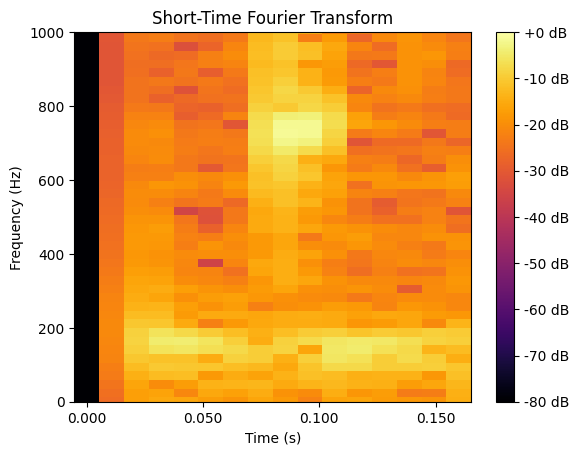 Short-Time Fourier Transform
1000
800
600
400
200
0
Frequency (Hz)
0.000
0.050
0.100
0.150
Time (s)
+0 dB
-10 dB
-20 dB
-30 dB
-40 dB
-50 dB
-60 dB
-70 dB
-80 dB